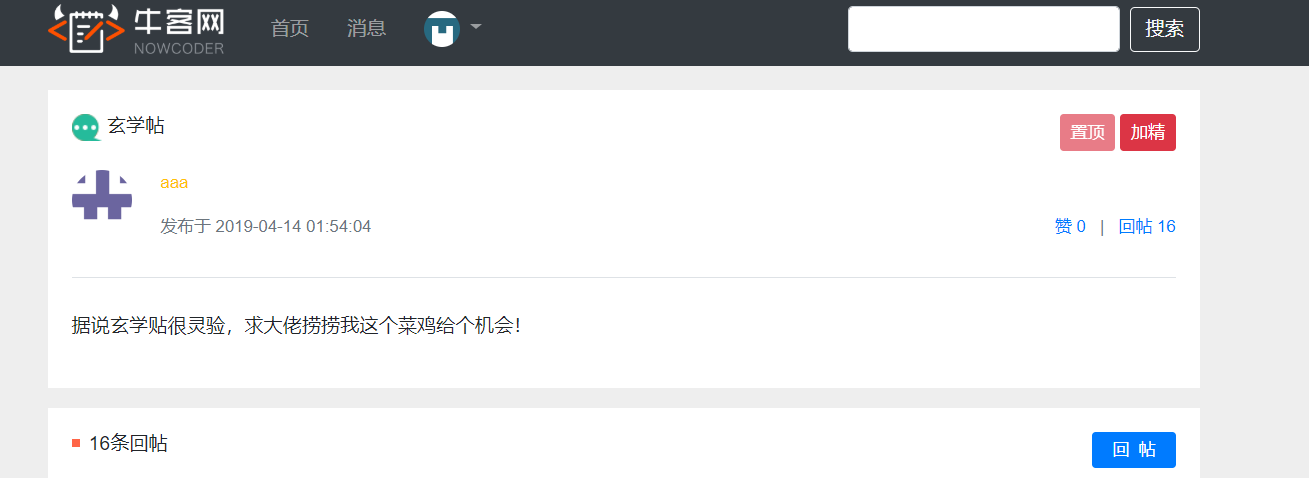 牛客网
NOWCODER
首页 消息 搜索
玄学帖 置顶 加精
aaa
发布于 2019-04-14 01:54:04 赞 0 | 回帖 16
据说玄学贴很灵验，求大佬捞捞我这个菜鸡给个机会！
16条回帖 回 帖